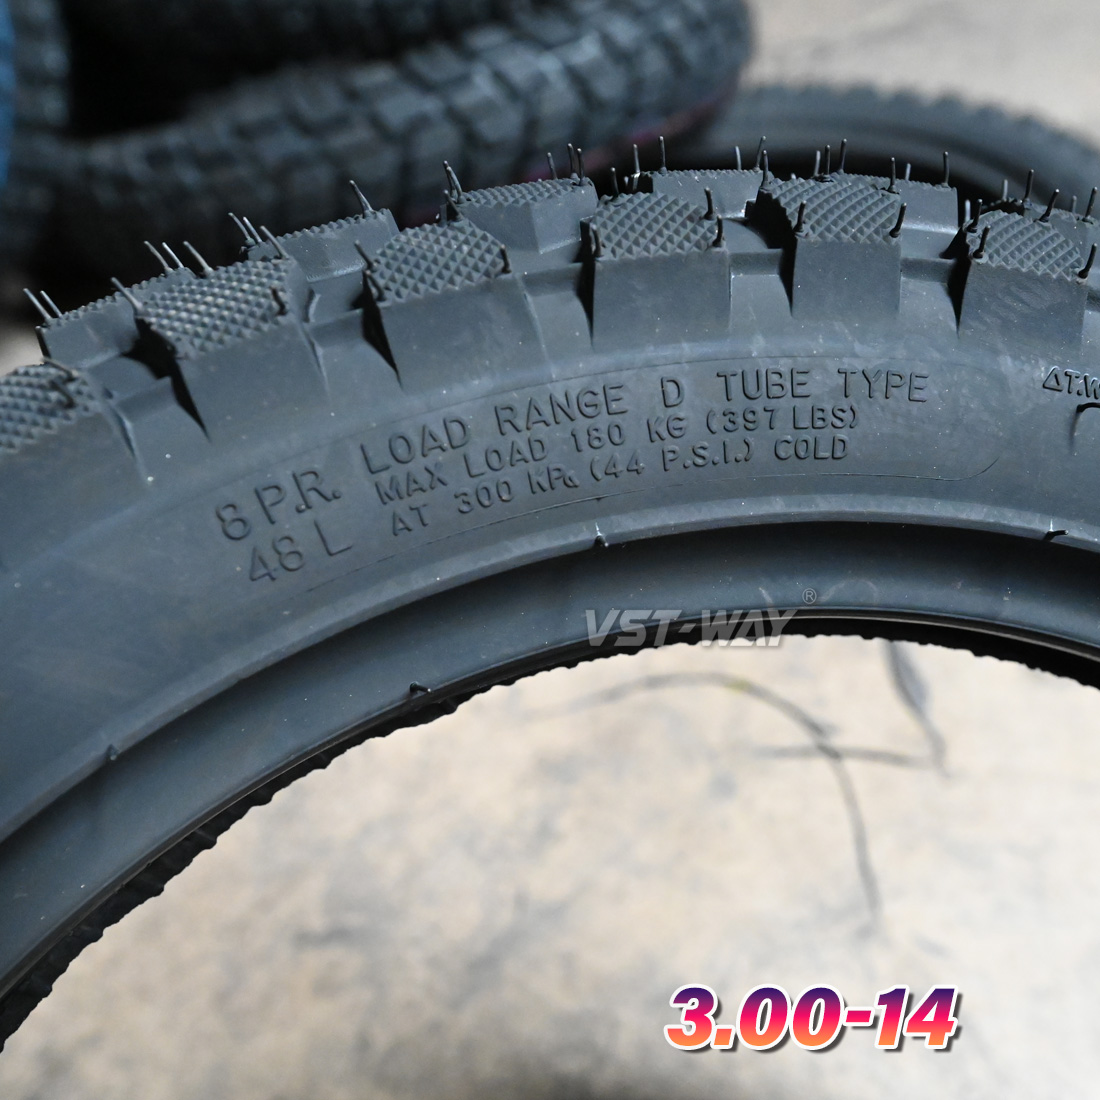 8 P.R. LOAD RANGE D TUBE TYPE
MAX LOAD 180 KG (397 LBS)
48 L AT 300 KPa (44 P.S.I.) COLD
ΔT.W
VST-WAY®
3.00-14